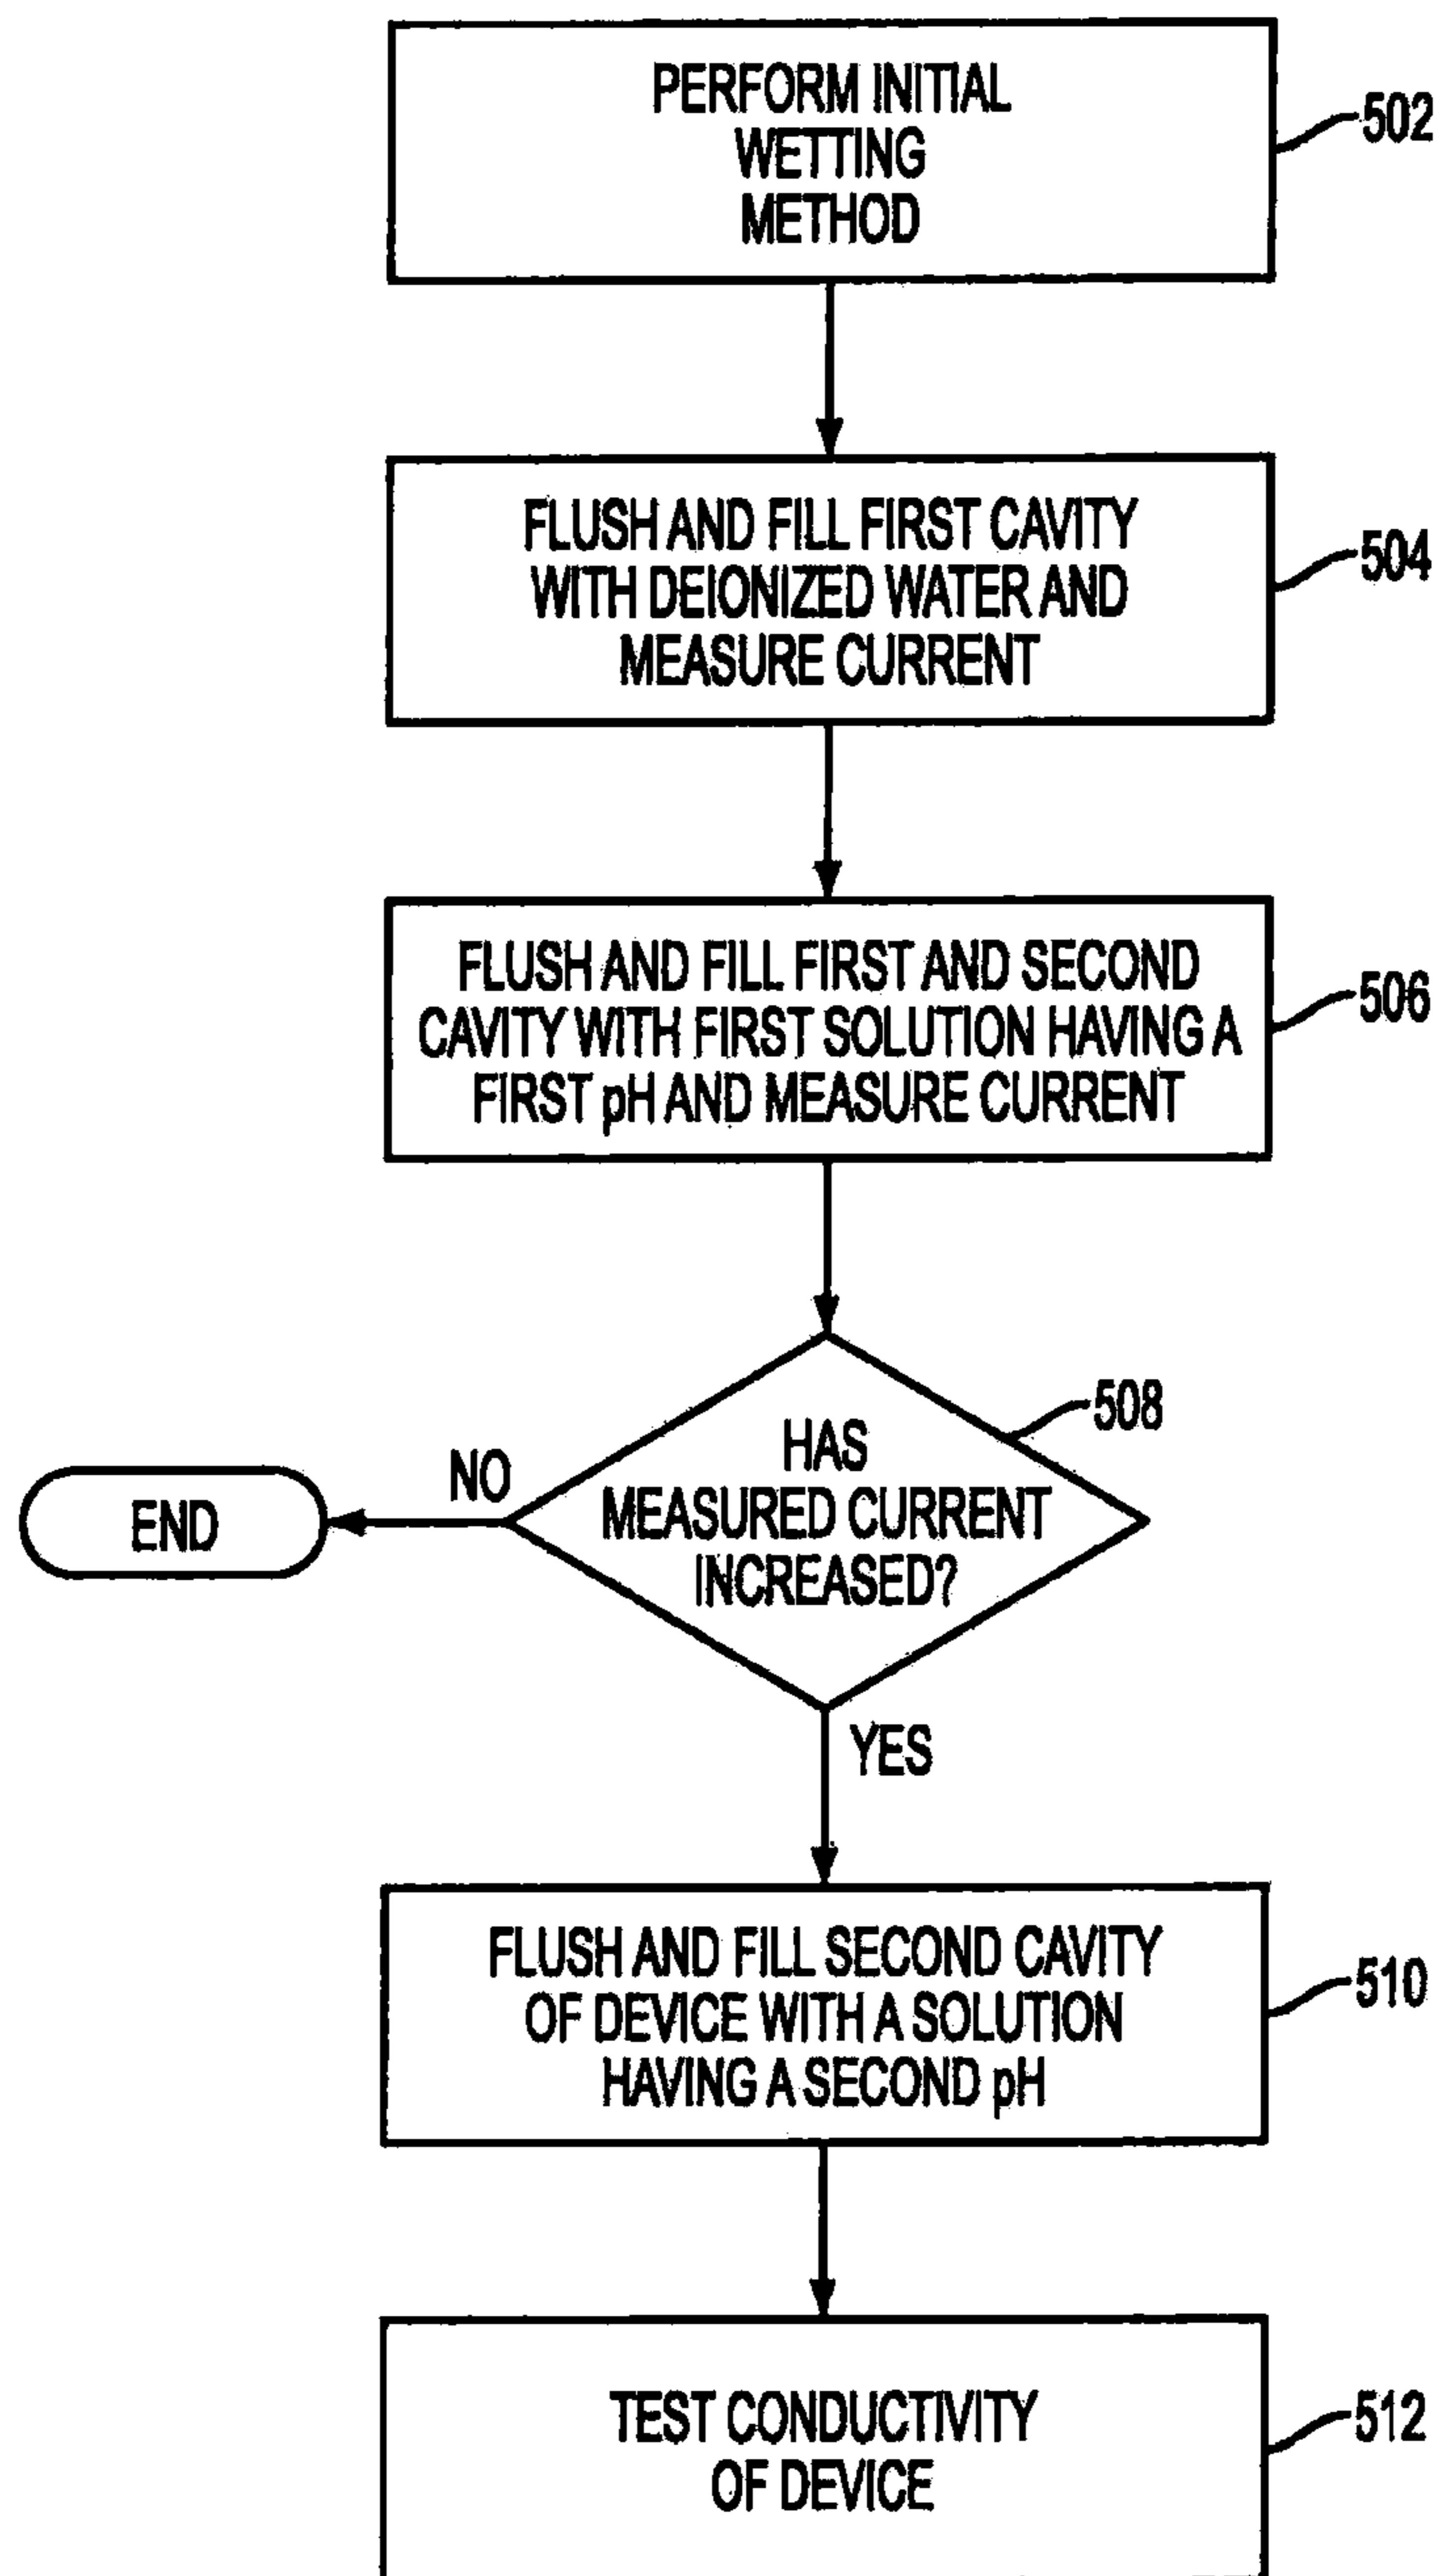 PERFORM INITIAL
WETTING
METHOD
502
FLUSH AND FILL FIRST CAVITY
WITH DEIONIZED WATER AND
MEASURE CURRENT
504
FLUSH AND FILL FIRST AND SECOND
CAVITY WITH FIRST SOLUTION HAVING A
FIRST pH AND MEASURE CURRENT
506
HAS
MEASURED CURRENT
INCREASED?
508
NO
END
YES
FLUSH AND FILL SECOND CAVITY
OF DEVICE WITH A SOLUTION
HAVING A SECOND pH
510
TEST CONDUCTIVITY
OF DEVICE
512